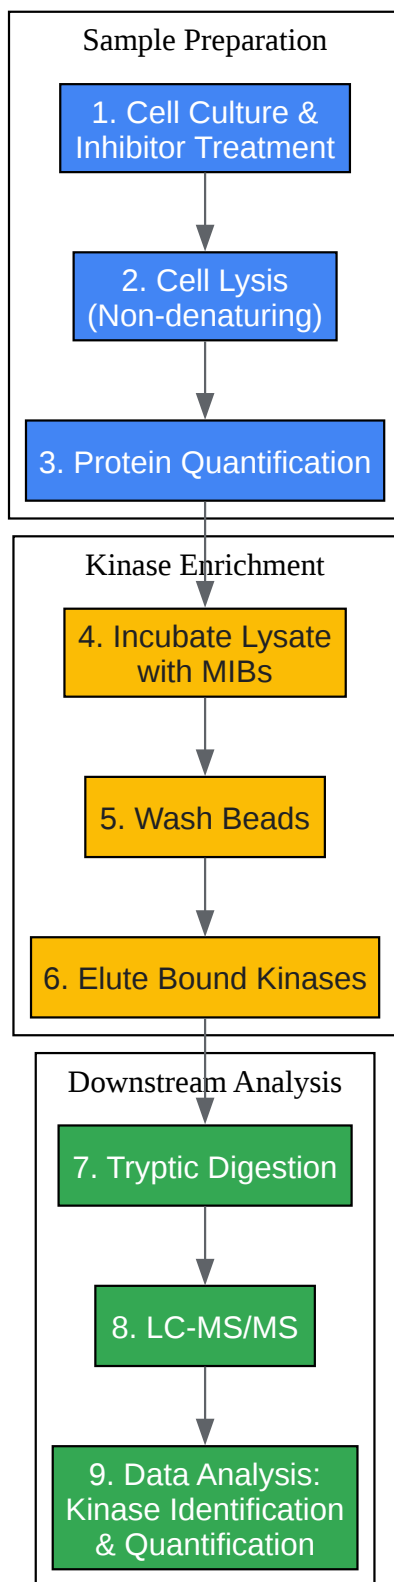 Sample Preparation
1. Cell Culture &
Inhibitor Treatment
2. Cell Lysis
(Non-denaturing)
3. Protein Quantification
Kinase Enrichment
4. Incubate Lysate
with MIBs
5. Wash Beads
6. Elute Bound Kinases
Downstream Analysis
7. Tryptic Digestion
8. LC-MS/MS
9. Data Analysis:
Kinase Identification
& Quantification